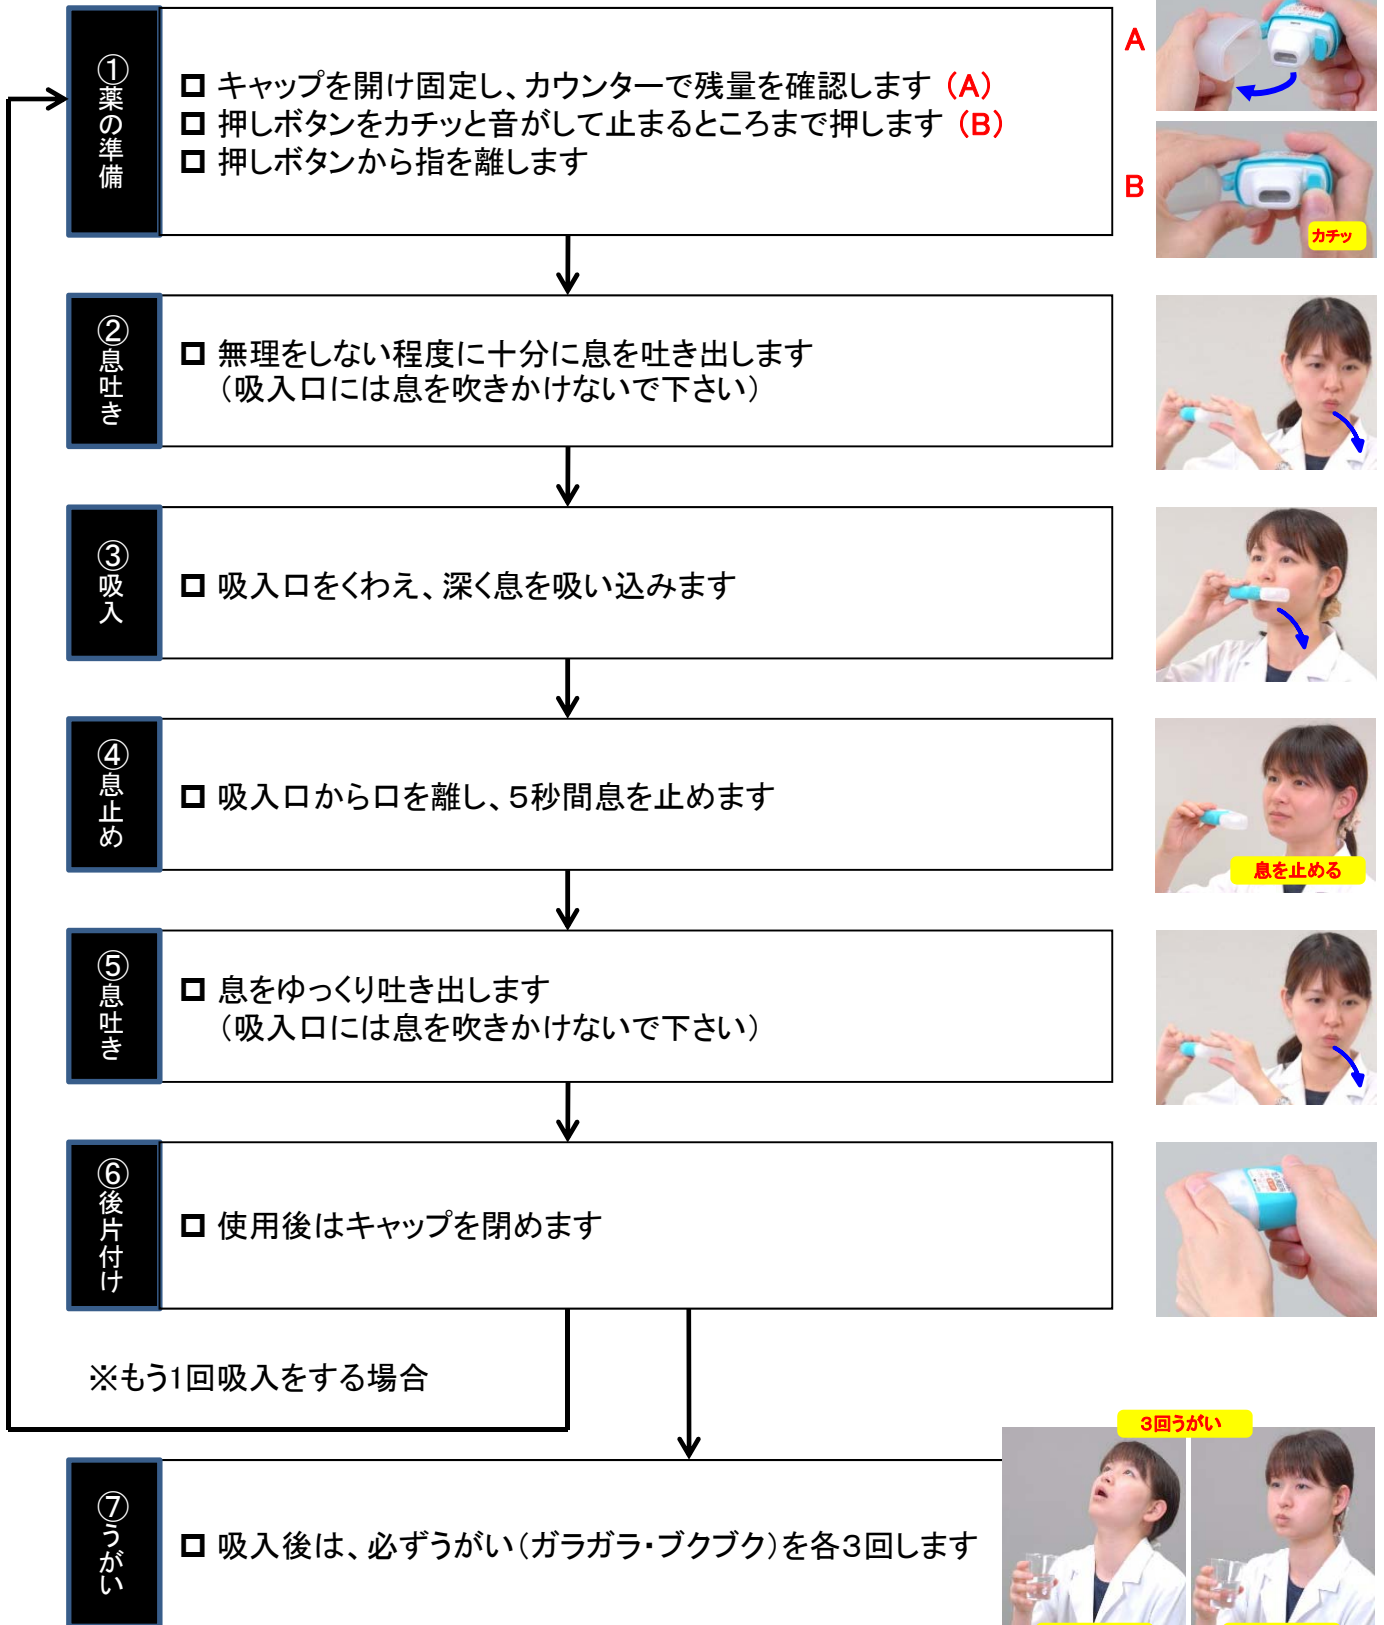 ①薬の準備
キャップを開け固定し、カウンターで残量を確認します（A）
押しボタンをカチッと音がして止まるところまで押します（B）
押しボタンから指を離します
A
B
カチッ
②息吐き
無理をしない程度に十分に息を吐き出します
（吸入口には息を吹きかけないで下さい）
③吸入
吸入口をくわえ、深く息を吸い込みます
④息止め
吸入口から口を離し、5秒間息を止めます
息を止める
⑤息吐き
息をゆっくり吐き出します
（吸入口には息を吹きかけないで下さい）
⑥後片付け
使用後はキャップを閉めます
※もう1回吸入をする場合
3回うがい
⑦うがい
吸入後は、必ずうがい（ガラガラ・ブクブク）を各３回します